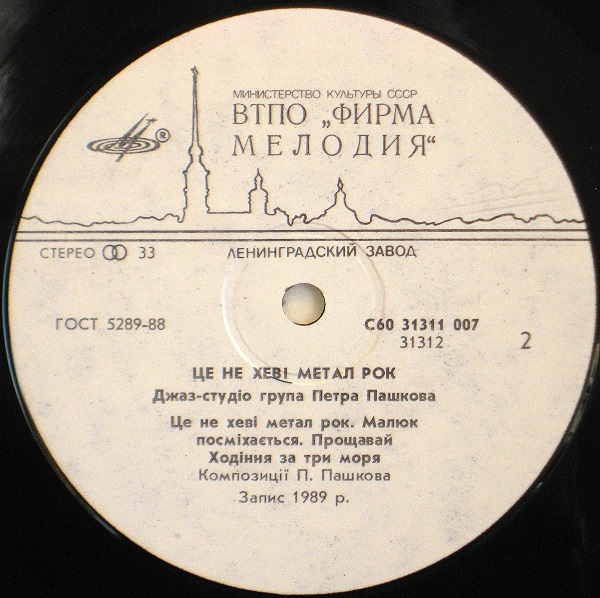 МИНИСТЕРСТВО КУЛЬТУРЫ СССР
ВТПО „ФИРМА
МЕЛОДИЯ“
®
СТЕРЕО 33
ЛЕНИНГРАДСКИЙ ЗАВОД
ГОСТ 5289-88
С60 31311 007
31312
2
ЦЕ НЕ ХЕВІ МЕТАЛ РОК
Джаз-студіо група Петра Пашкова
Це не хеві метал рок. Малюк
посміхається. Прощавай
Ходіння за три моря
Композиції П. Пашкова
Запис 1989 р.